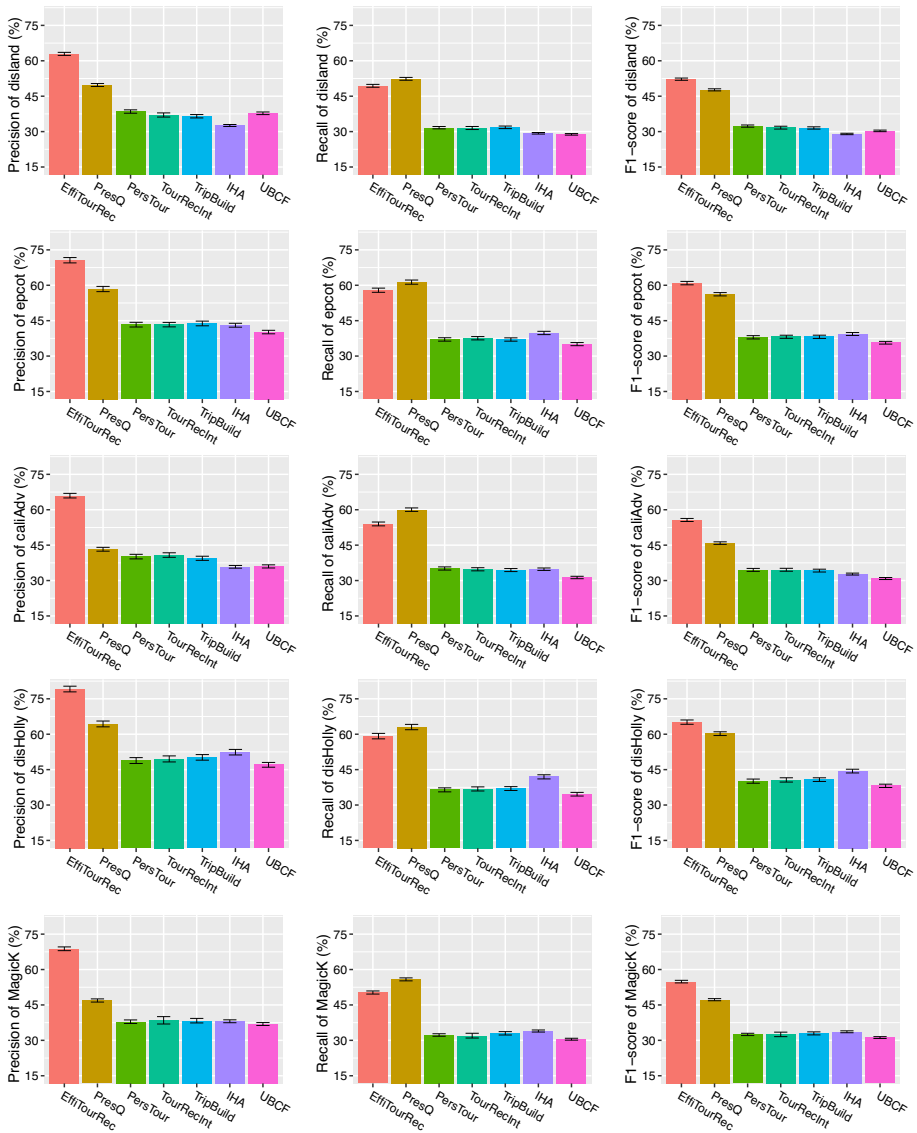 Precision of disland (%)
75
60
45
30
15
EffiTourRec
PresQ
PersTour
TourRecInt
TripBuild
IHA
UBCF
Recall of disland (%)
75
60
45
30
15
EffiTourRec
PresQ
PersTour
TourRecInt
TripBuild
IHA
UBCF
F1−score of disland (%)
75
60
45
30
15
EffiTourRec
PresQ
PersTour
TourRecInt
TripBuild
IHA
UBCF
Precision of epcot (%)
75
60
45
30
15
EffiTourRec
PresQ
PersTour
TourRecInt
TripBuild
IHA
UBCF
Recall of epcot (%)
75
60
45
30
15
EffiTourRec
PresQ
PersTour
TourRecInt
TripBuild
IHA
UBCF
F1−score of epcot (%)
75
60
45
30
15
EffiTourRec
PresQ
PersTour
TourRecInt
TripBuild
IHA
UBCF
Precision of caliAdv (%)
75
60
45
30
15
EffiTourRec
PresQ
PersTour
TourRecInt
TripBuild
IHA
UBCF
Recall of caliAdv (%)
75
60
45
30
15
EffiTourRec
PresQ
PersTour
TourRecInt
TripBuild
IHA
UBCF
F1−score of caliAdv (%)
75
60
45
30
15
EffiTourRec
PresQ
PersTour
TourRecInt
TripBuild
IHA
UBCF
Precision of disHolly (%)
75
60
45
30
15
EffiTourRec
PresQ
PersTour
TourRecInt
TripBuild
IHA
UBCF
Recall of disHolly (%)
75
60
45
30
15
EffiTourRec
PresQ
PersTour
TourRecInt
TripBuild
IHA
UBCF
F1−score of disHolly (%)
75
60
45
30
15
EffiTourRec
PresQ
PersTour
TourRecInt
TripBuild
IHA
UBCF
Precision of MagicK (%)
75
60
45
30
15
EffiTourRec
PresQ
PersTour
TourRecInt
TripBuild
IHA
UBCF
Recall of MagicK (%)
75
60
45
30
15
EffiTourRec
PresQ
PersTour
TourRecInt
TripBuild
IHA
UBCF
F1−score of MagicK (%)
75
60
45
30
15
EffiTourRec
PresQ
PersTour
TourRecInt
TripBuild
IHA
UBCF